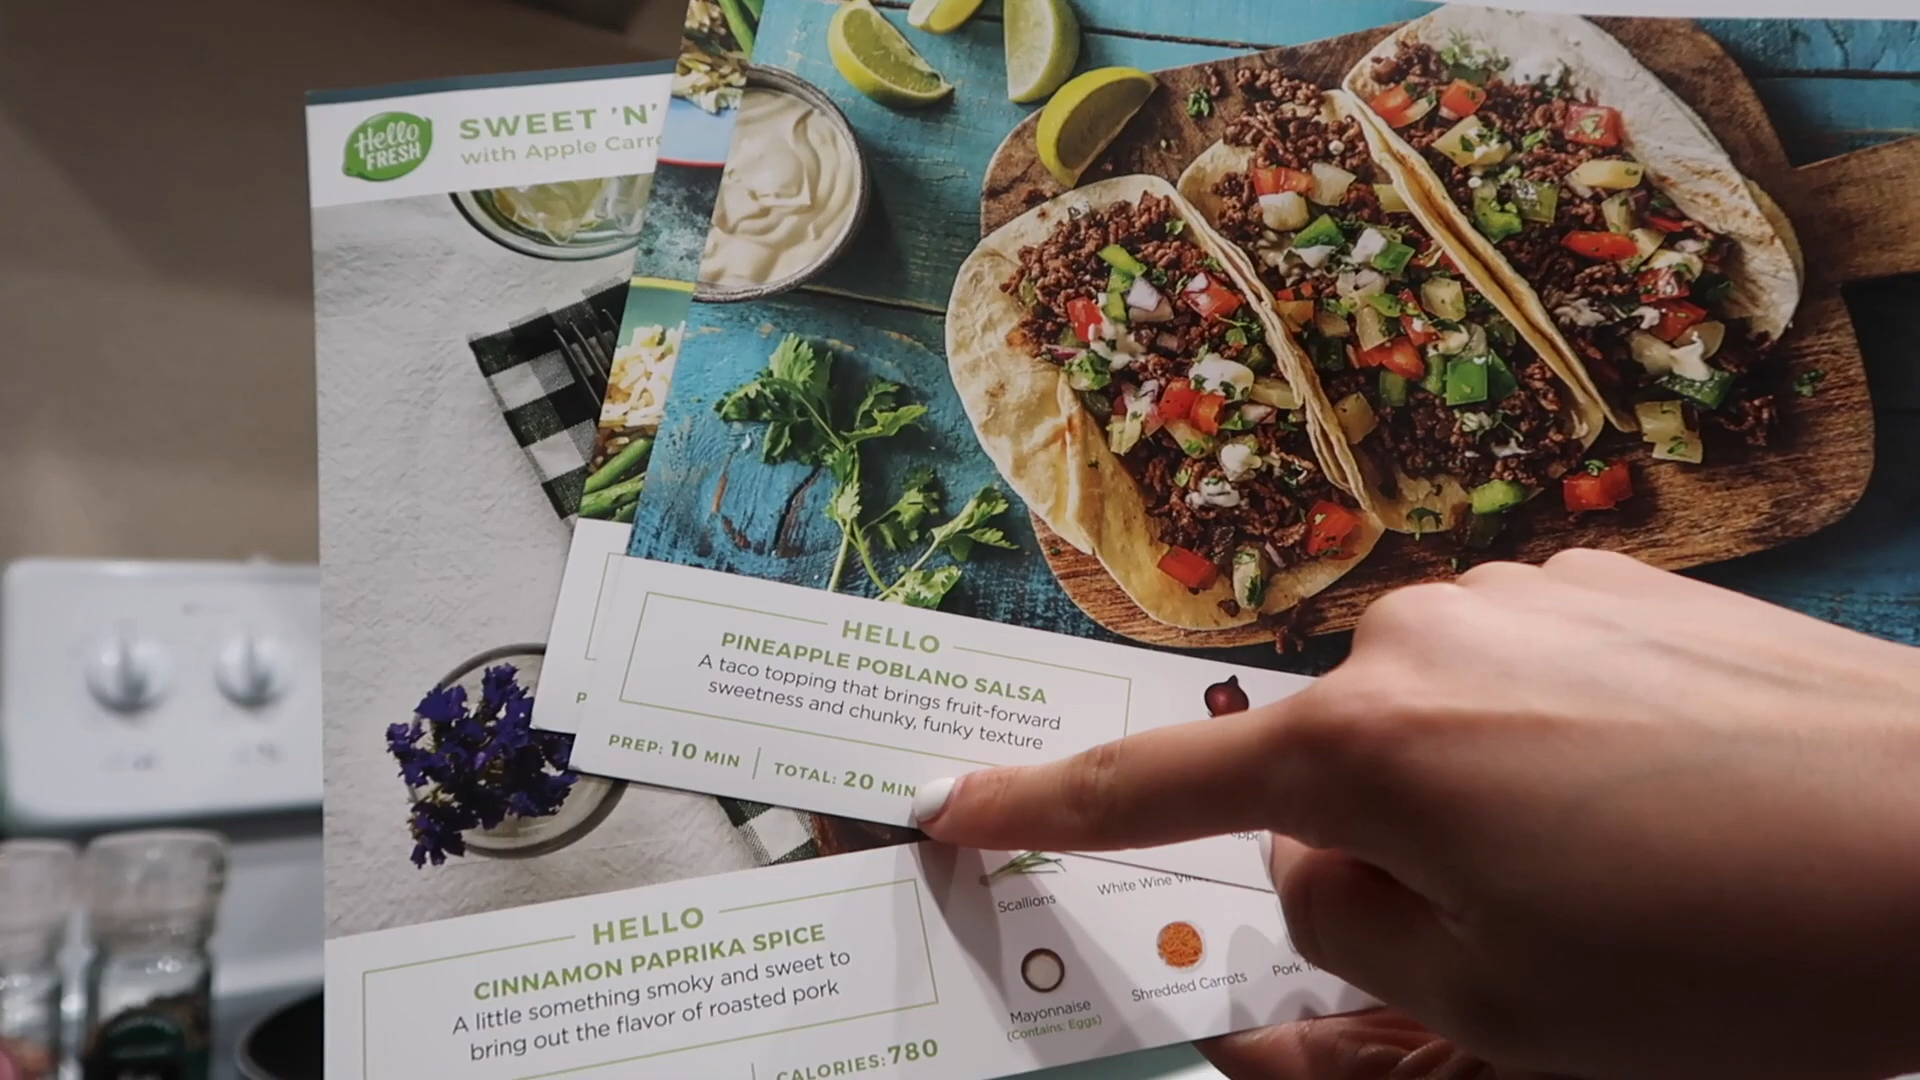 Hello
FRESH
SWEET 'N'
with Apple
HELLO
PINEAPPLE POBLANO SALSA
A taco topping that brings fruit-forward
sweetness and chunky, funky texture
PREP: 10 MIN
TOTAL: 20 MIN
HELLO
CINNAMON PAPRIKA SPICE
A little something smoky and sweet to
bring out the flavor of roasted pork
CALORIES: 780
Scallions
White Wine
Mayonnaise
(Contains: Eggs)
Shredded Carrots
Pork